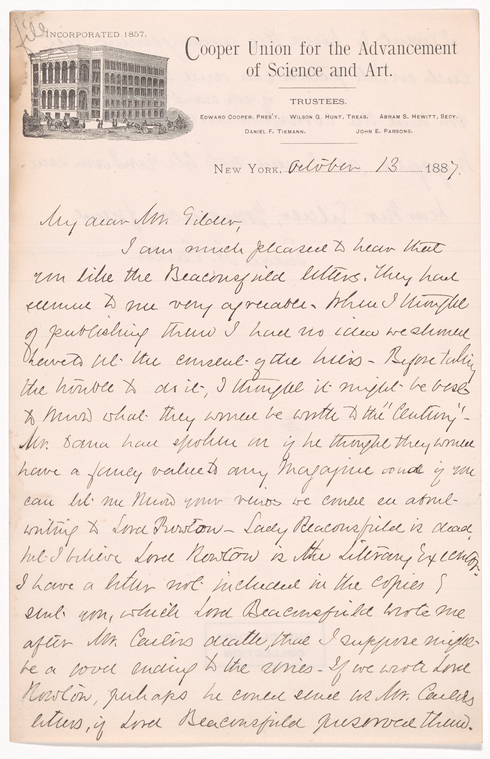 file
INCORPORATED 1857.
Cooper Union for the Advancement
of Science and Art.
TRUSTEES.
EDWARD COOPER, PRES'T. WILSON G. HUNT, TREAS. ABRAM S. HEWITT, SECY.
DANIEL F. TIEMANN. JOHN E. PARSONS.
NEW YORK, October 13 1887.
My dear Mr. Gilder,
I am much pleased to hear that
you like the Beaconsfield letters. They had
seemed to me very agreeable. When I thought
of publishing them I had no idea we should
have to get the consent of the heirs - Before taking
the trouble to do it, I thought it might be best
to know what they would be worth to the "Century" -
Mr. Dana had spoken as if he thought they would
have a fancy value to any Magazine and if you
can let me know your views we could see about
writing to Lord Rowton - Lady Beaconsfield is dead,
but I believe Lord Rowton is the Literary Executor.
I have a letter not included in the copies I
sent you, which Lord Beaconsfield wrote me
after Mr. Carlin's death, that I suppose might
be a good ending to the series - If we wrote Lord
Rowton, perhaps he could send us Mr. Carlin's
letters, if Lord Beaconsfield preserved them.